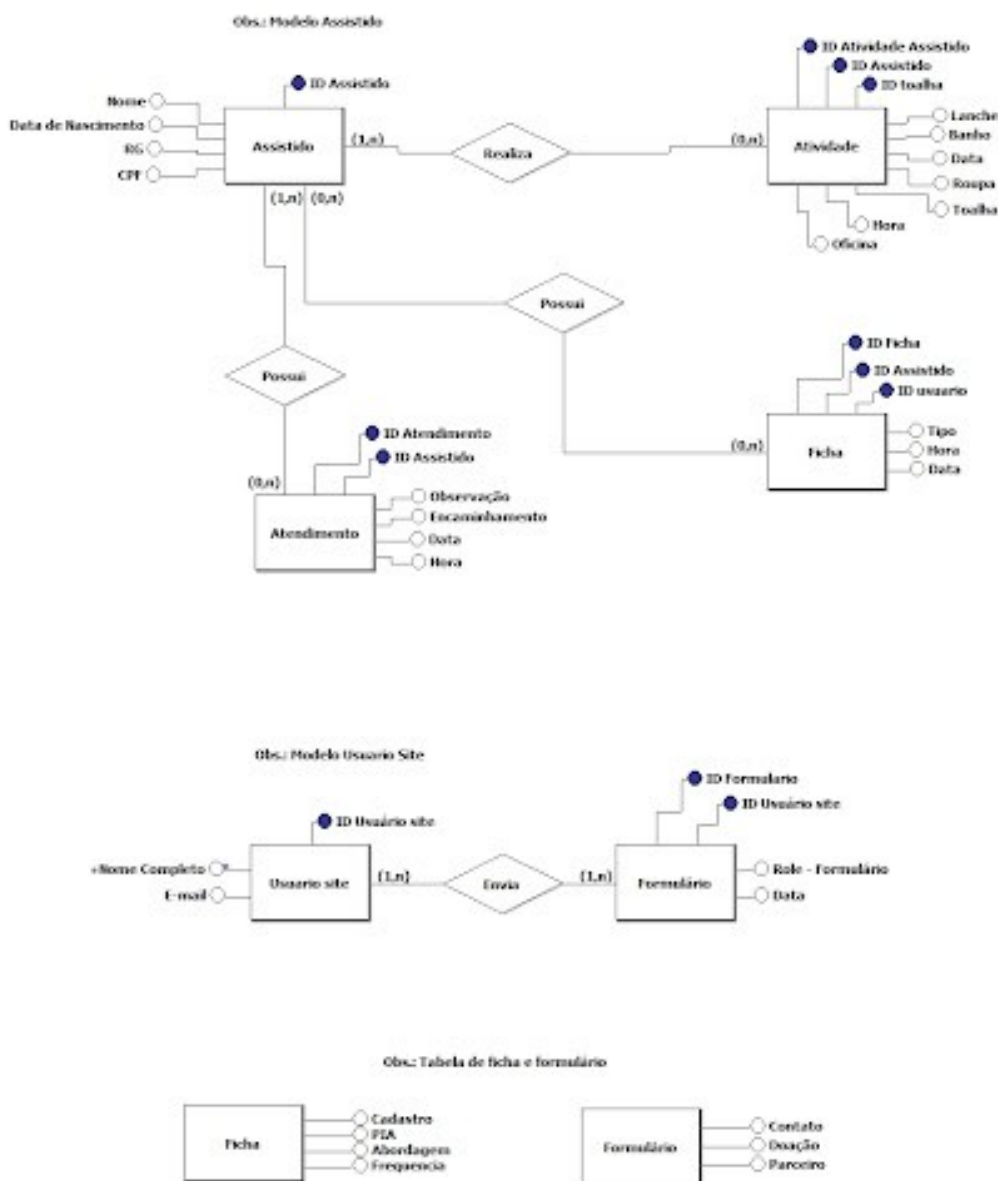 Obs.: Modelo Assistido
ID Assistido
Nome
Data de Nascimento
RG
CPF
Assistido
(1,n)
(1,n)
(0,n)
Realiza
(0,n)
ID Atividade Assistido
ID Assistido
ID toalha
Atividade
Lanche
Banho
Data
Roupa
Toalha
Hora
Oficina
Possui
Possui
ID Ficha
ID Assistido
ID usuario
(0,n)
Ficha
Tipo
Hora
Data
ID Atendimento
ID Assistido
(0,n)
Atendimento
Observação
Encaminhamento
Data
Hora
Obs.: Modelo Usuario Site
ID Usuário site
+Nome Completo
E-mail
Usuario site
(1,n)
Envia
(1,n)
ID Formulario
ID Usuário site
Formulário
Role - Formulário
Data
Obs.: Tabela de ficha e formulário
Ficha
Cadastro
PIA
Abordagem
Frequencia
Formulário
Contato
Doação
Parceiro